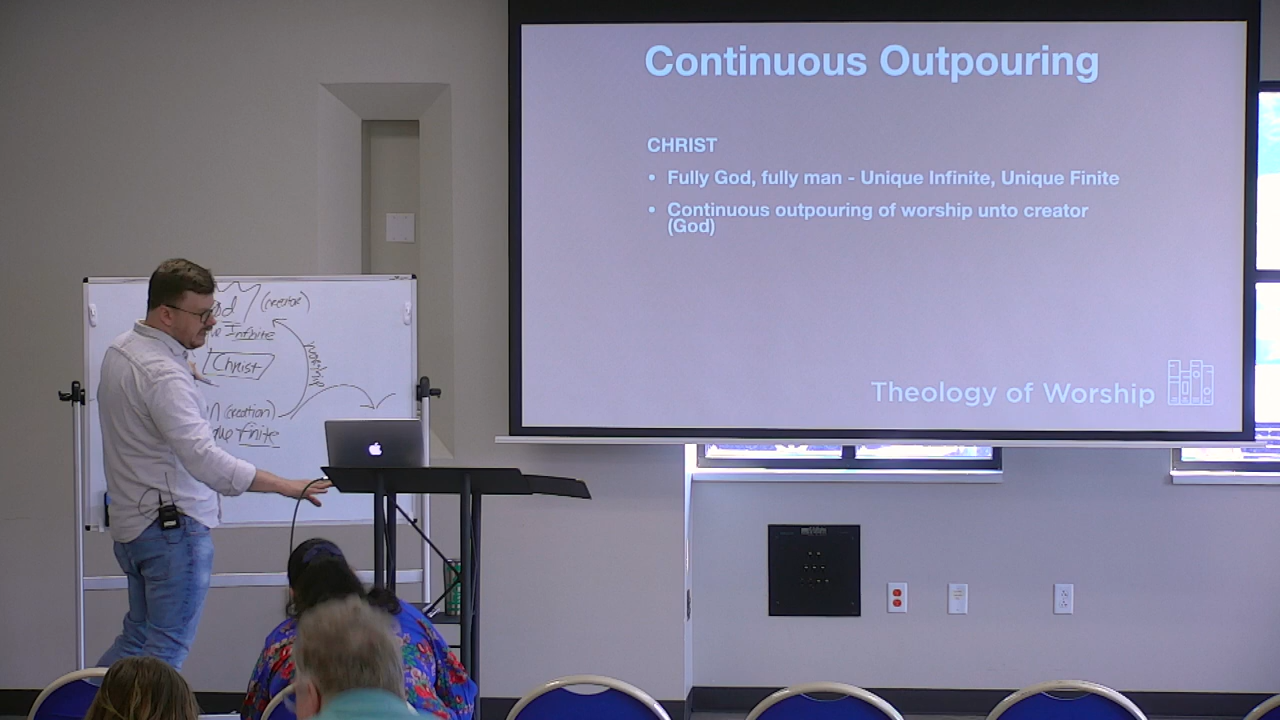 Continuous Outpouring
CHRIST
• Fully God, fully man - Unique Infinite, Unique Finite
• Continuous outpouring of worship unto creator
(God)
Theology of Worship
(creator)
Infinite
Christ
worship
(creation)
finite